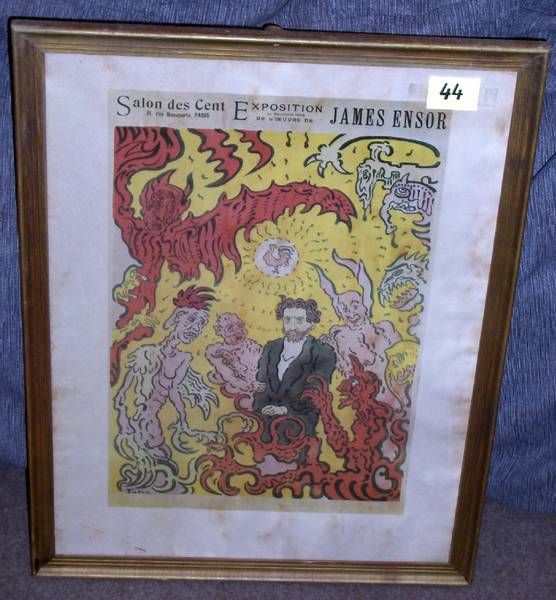 44
Salon des Cent
31, rue Bonaparte, PARIS
EXPOSITION
DE L'ŒUVRE DE
JAMES ENSOR